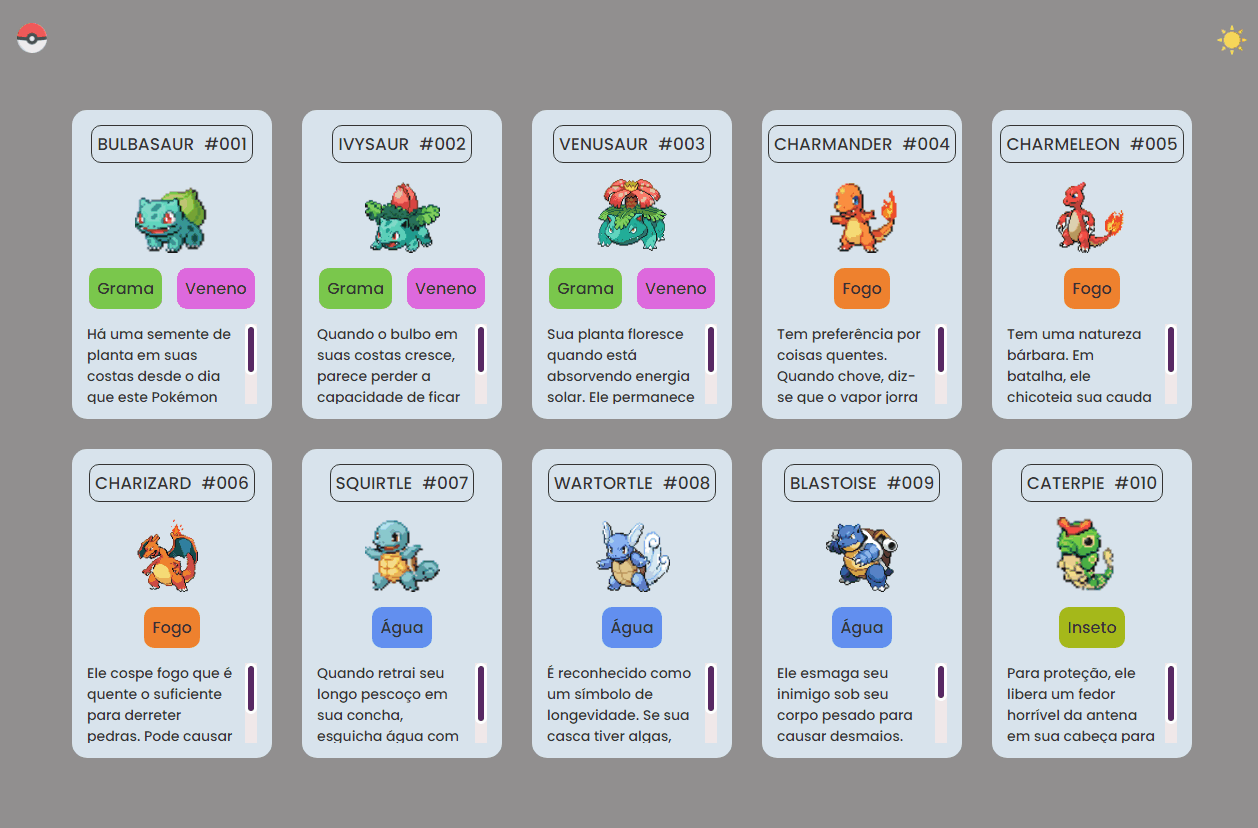 BULBASAUR #001
Grama Veneno
Há uma semente de
planta em suas
costas desde o dia
que este Pokémon
IVYSAUR #002
Grama Veneno
Quando o bulbo em
suas costas cresce,
parece perder a
capacidade de ficar
VENUSAUR #003
Grama Veneno
Sua planta floresce
quando está
absorvendo energia
solar. Ele permanece
CHARMANDER #004
Fogo
Tem preferência por
coisas quentes.
Quando chove, diz-
se que o vapor jorra
CHARMELEON #005
Fogo
Tem uma natureza
bárbara. Em
batalha, ele
chicoteia sua cauda
CHARIZARD #006
Fogo
Ele cospe fogo que é
quente o suficiente
para derreter
pedras. Pode causar
SQUIRTLE #007
Água
Quando retrai seu
longo pescoço em
sua concha,
esguicha água com
WARTORTLE #008
Água
É reconhecido como
um símbolo de
longevidade. Se sua
casca tiver algas,
BLASTOISE #009
Água
Ele esmaga seu
inimigo sob seu
corpo pesado para
causar desmaios.
CATERPIE #010
Inseto
Para proteção, ele
libera um fedor
horrível da antena
em sua cabeça para